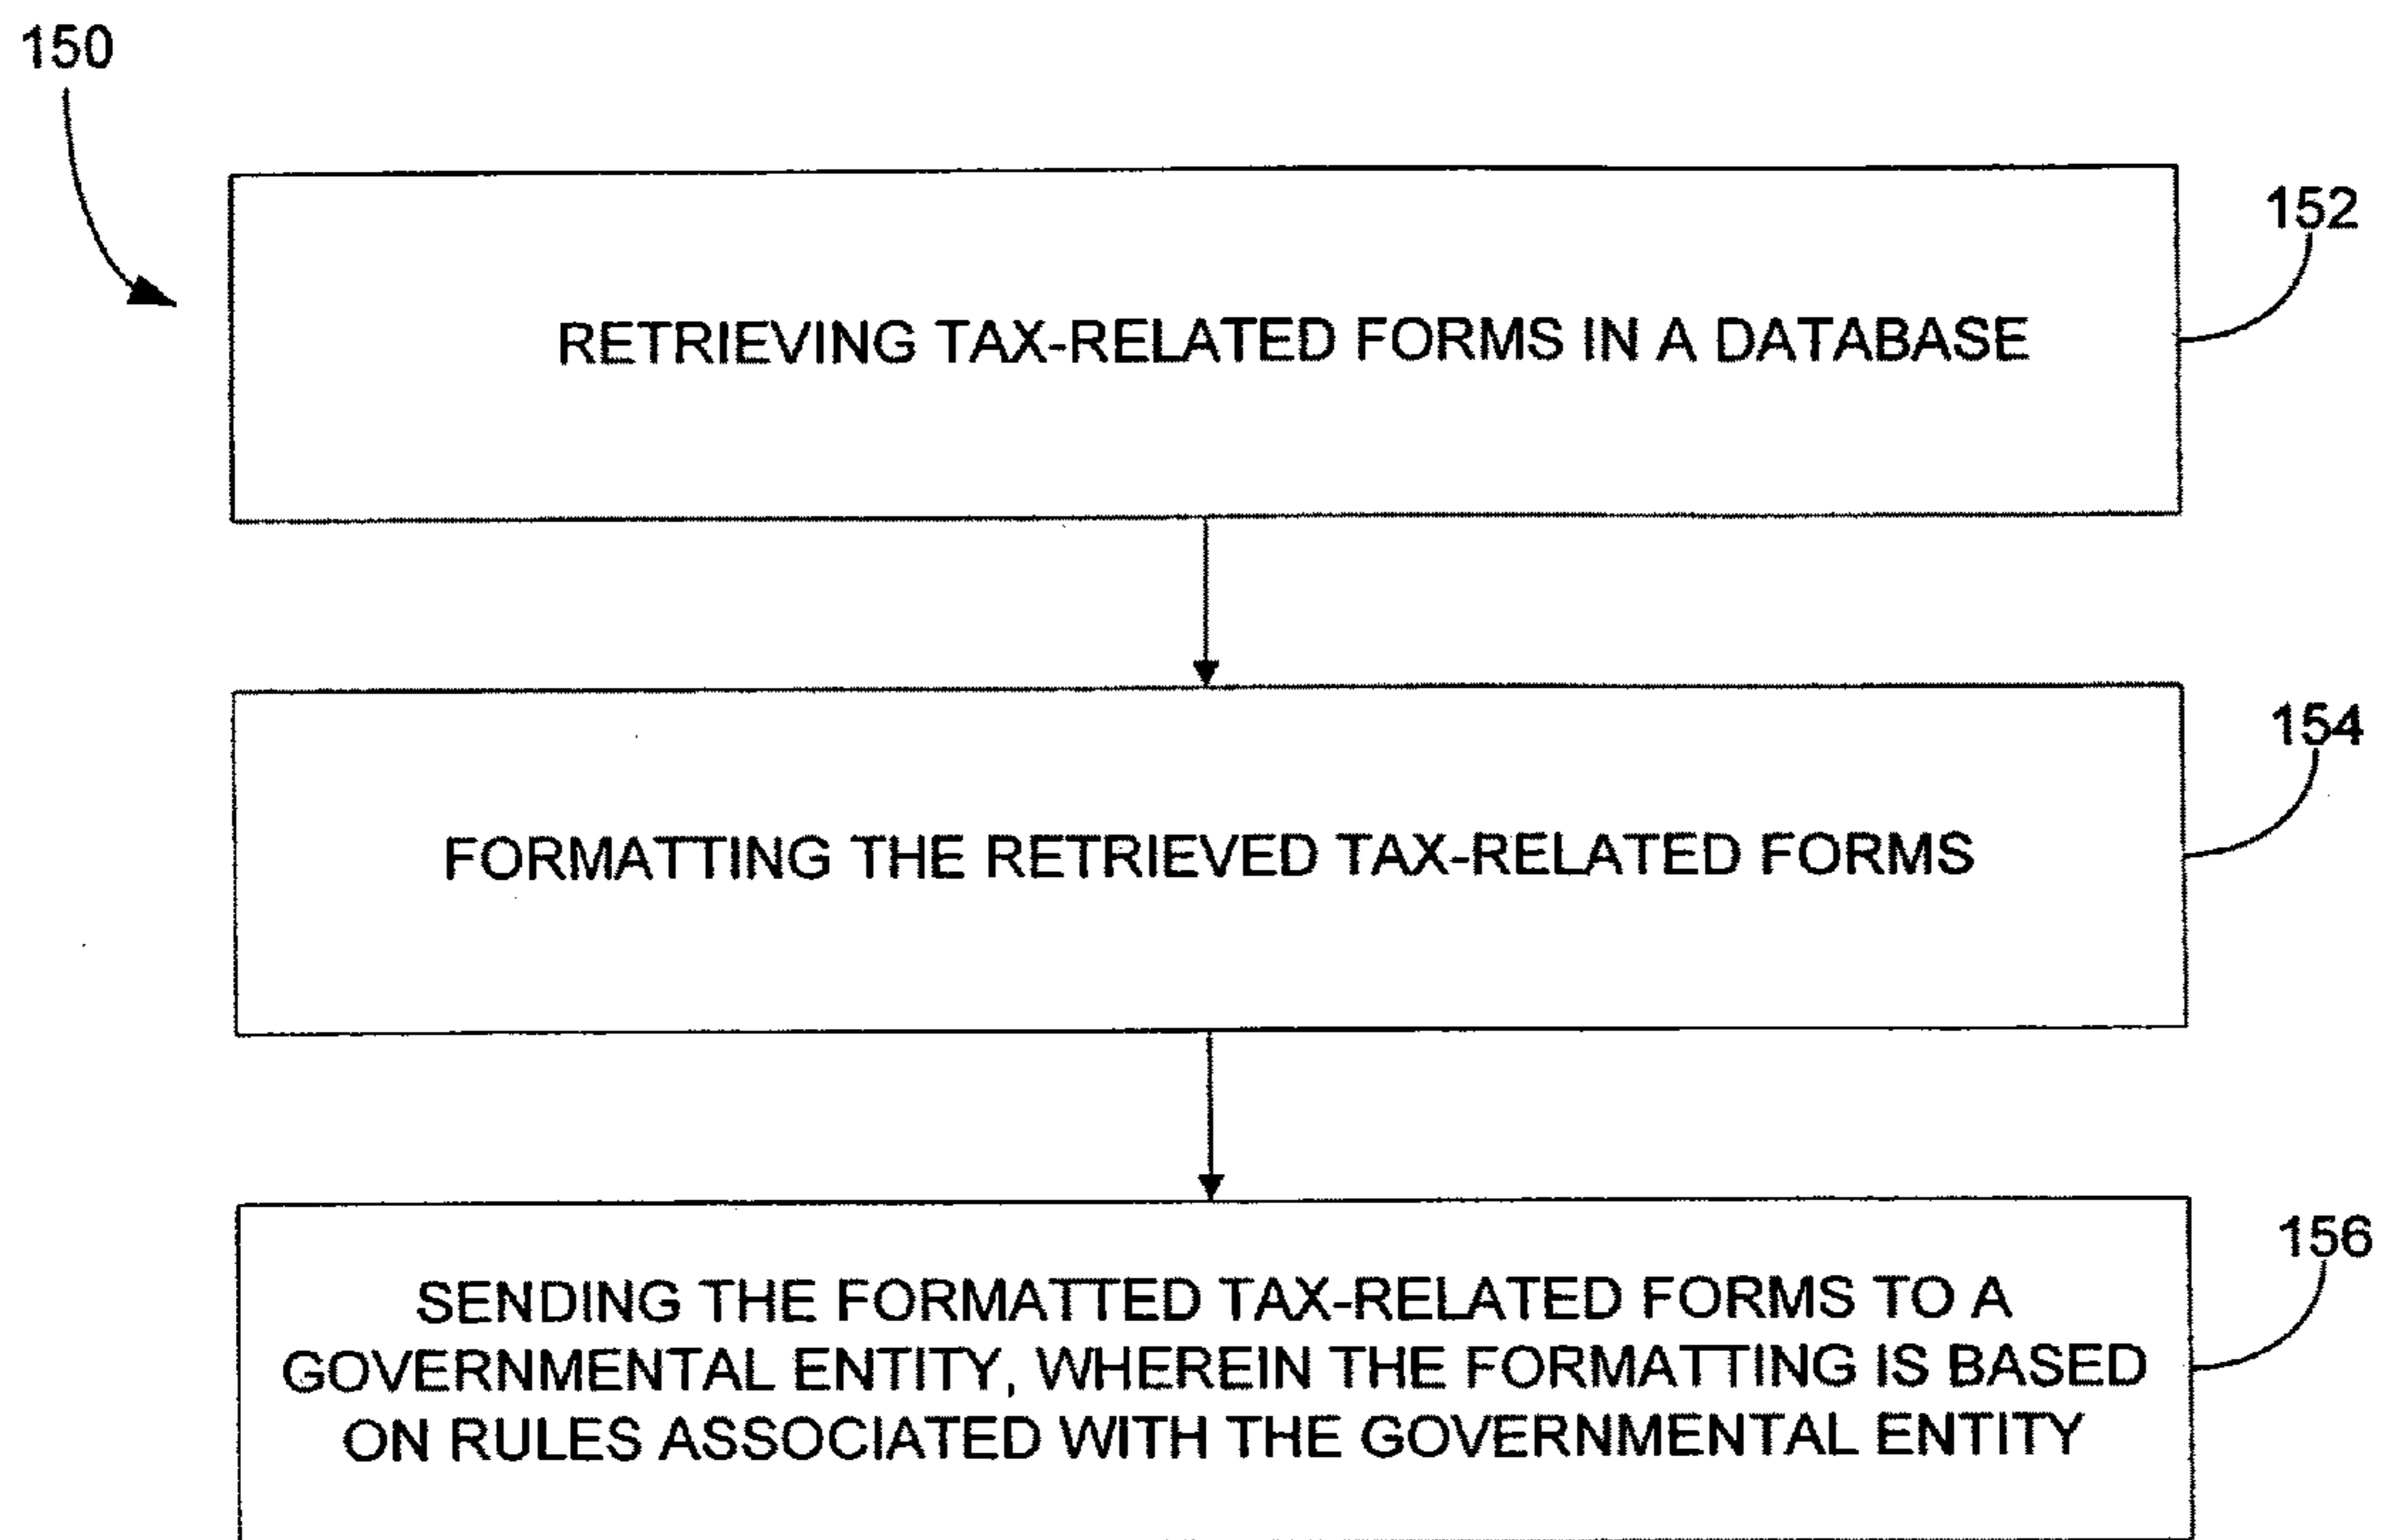 150
152
RETRIEVING TAX-RELATED FORMS IN A DATABASE
154
FORMATTING THE RETRIEVED TAX-RELATED FORMS
156
SENDING THE FORMATTED TAX-RELATED FORMS TO A
GOVERNMENTAL ENTITY, WHEREIN THE FORMATTING IS BASED
ON RULES ASSOCIATED WITH THE GOVERNMENTAL ENTITY